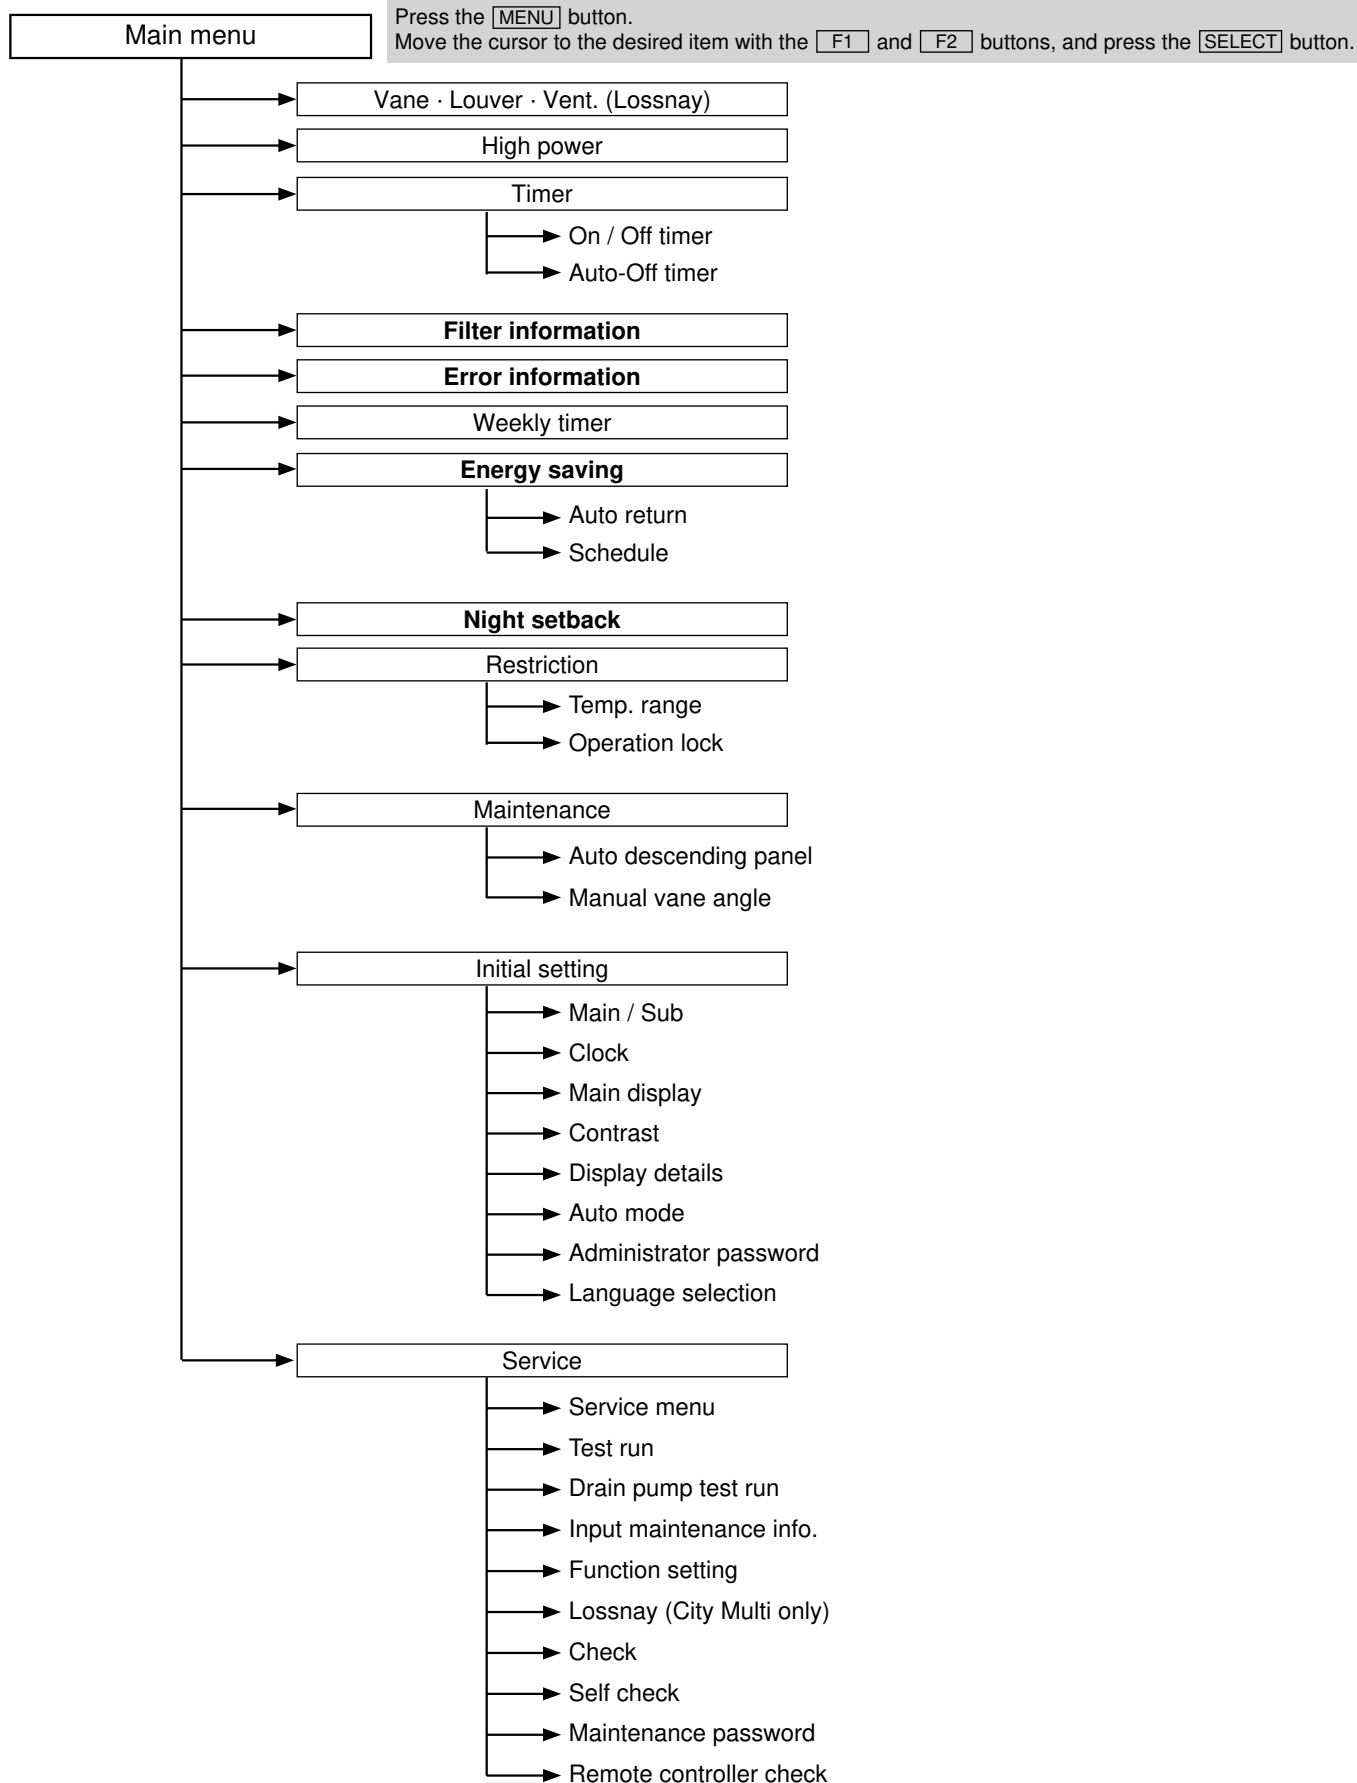 Main menu
Press the MENU button.
Move the cursor to the desired item with the F1 and F2 buttons, and press the SELECT button.
Vane · Louver · Vent. (Lossnay)
High power
Timer
On / Off timer
Auto-Off timer
Filter information
Error information
Weekly timer
Energy saving
Auto return
Schedule
Night setback
Restriction
Temp. range
Operation lock
Maintenance
Auto descending panel
Manual vane angle
Initial setting
Main / Sub
Clock
Main display
Contrast
Display details
Auto mode
Administrator password
Language selection
Service
Service menu
Test run
Drain pump test run
Input maintenance info.
Function setting
Lossnay (City Multi only)
Check
Self check
Maintenance password
Remote controller check